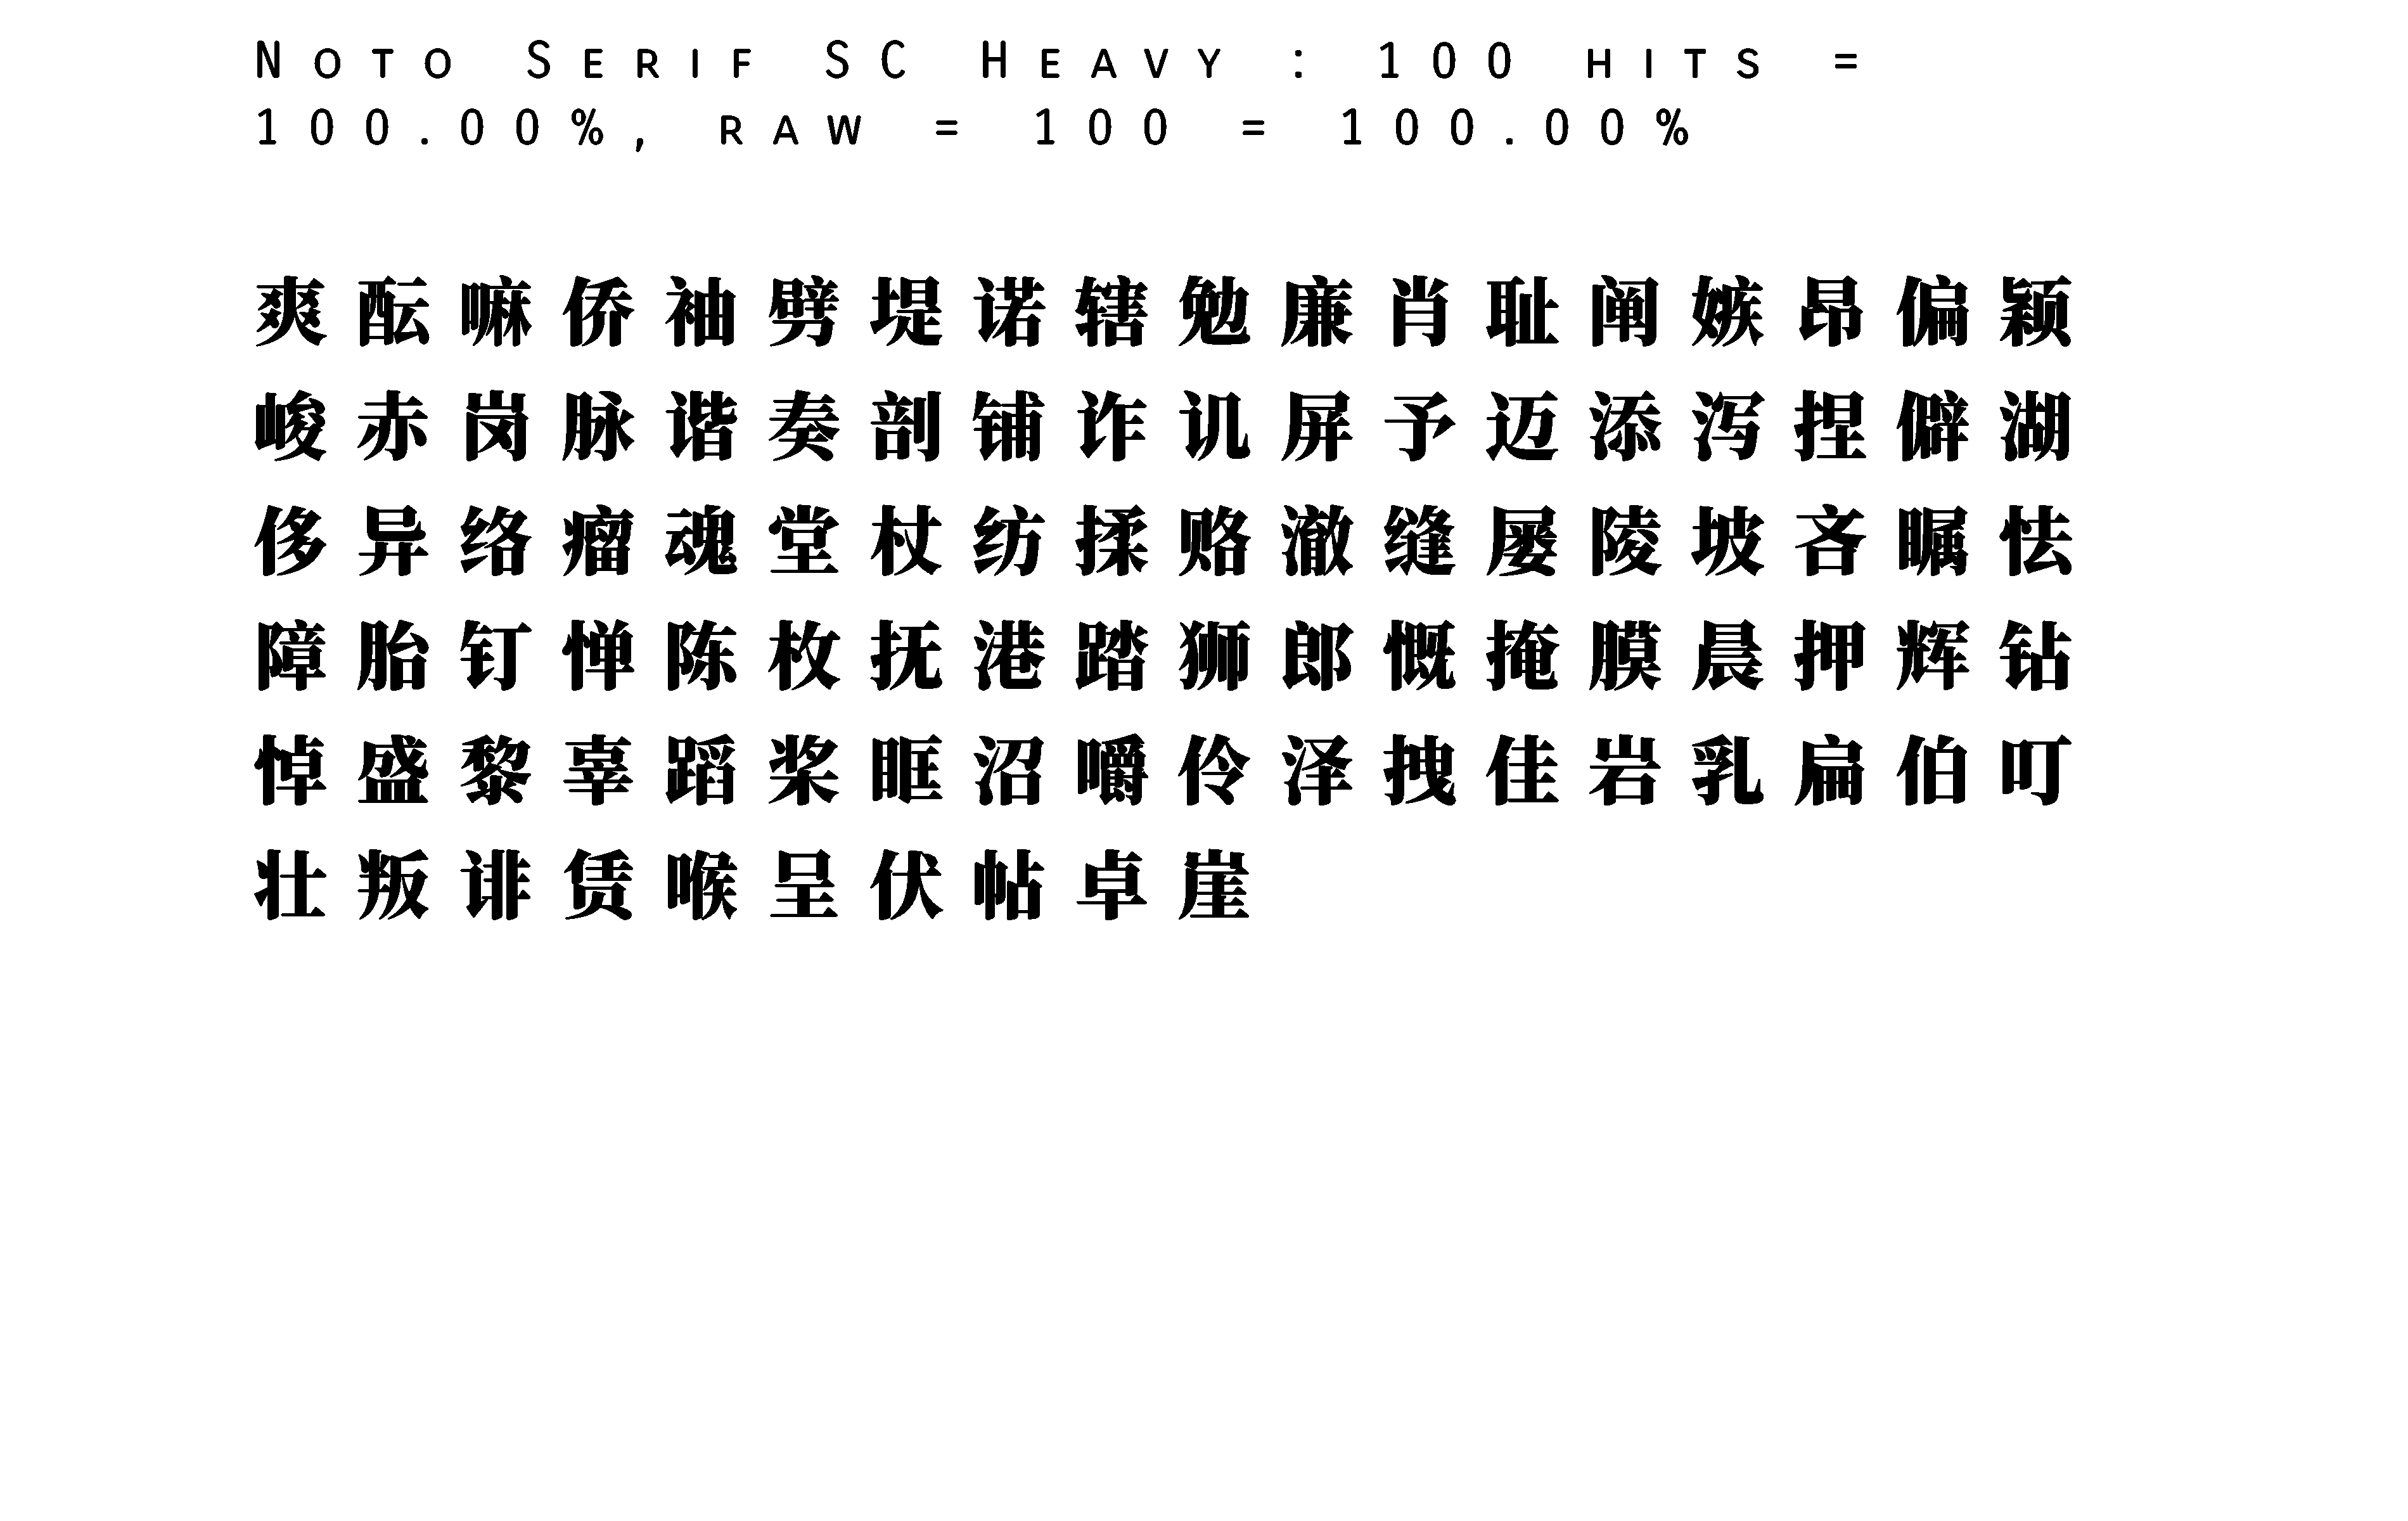 Noto Serif SC Heavy : 100 hits =
100.00%, raw = 100 = 100.00%
爽酝嘛侨袖劈堤诺辖勉廉肖耻阐嫉昂偏颖
峻赤岗脉谐奏剖铺诈讥屏予迈添泻捏僻湖
侈异络瘤魂堂杖纺揉赂澈缝屡陵坡吝瞩怯
障胎钉惮陈枚抚港踏狮郎慨掩膜晨押辉钻
悼盛黎辜蹈桨眶沼嚼伶泽拽佳岩乳扁伯叮
壮叛诽赁喉呈伏帖卓崖